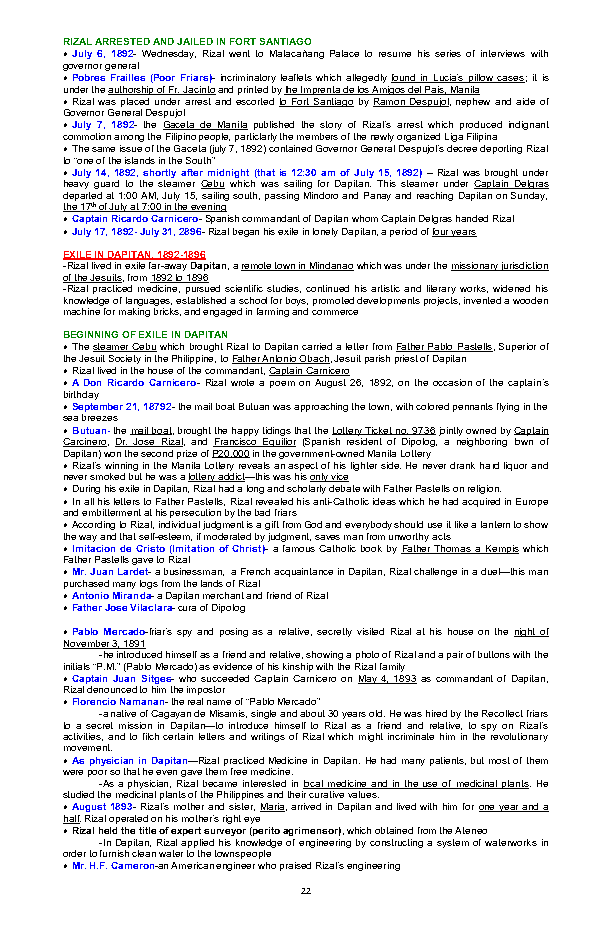 RIZAL ARRESTED AND JAILED IN FORT SANTIAGO
• July 6, 1892- Wednesday, Rizal went to Malacañang Palace to resume his series of interviews with
governor general
• Pobres Frailles (Poor Friars)- incriminatory leaflets which allegedly found in Lucia's pillow cases; it is
under the authorship of Fr. Jacinto and printed by the Imprenta de los Amigos del Pais, Manila
• Rizal was placed under arrest and escorted to Fort Santiago by Ramon Despujol, nephew and aide of
Governor General Despujol
• July 7, 1892- the Gaceta de Manila published the story of Rizal's arrest which produced indignant
commotion among the Filipino people, particlarly the members of the newly organized Liga Filipina
• The same issue of the Gaceta (july 7, 1892) contained Governor General Despujol's decree deporting Rizal
to "one of the islands in the South"
• July 14, 1892, shortly after midnight (that is 12:30 am of July 15, 1892) – Rizal was brought under
heavy guard to the steamer Cebu which was sailing for Dapitan. This steamer under Captain Delgras
departed at 1:00 AM, July 15, sailing south, passing Mindoro and Panay and reaching Dapitan on Sunday,
the 17th of July at 7:00 in the evening
• Captain Ricardo Carnicero- Spanish commandant of Dapitan whom Captain Delgras handed Rizal
• July 17, 1892- July 31, 2896- Rizal began his exile in lonely Dapitan, a period of four years
EXILE IN DAPITAN, 1892-1896
-Rizal lived in exile far-away Dapitan, a remote town in Mindanao which was under the missionary jurisdiction
of the Jesuits, from 1892 to 1896
-Rizal practiced medicine, pursued scientific studies, continued his artistic and literary works, widened his
knowledge of languages, established a school for boys, promoted developments projects, invented a wooden
machine for making bricks, and engaged in farming and commerce
BEGINNING OF EXILE IN DAPITAN
• The steamer Cebu which brought Rizal to Dapitan carried a letter from Father Pablo Pastells, Superior of
the Jesuit Society in the Philippine, to Father Antonio Obach, Jesuit parish priest of Dapitan
• Rizal lived in the house of the commandant, Captain Carnicero
• A Don Ricardo Carnicero- Rizal wrote a poem on August 26, 1892, on the occasion of the captain's
birthday
• September 21, 18792- the mail boat Butuan was approaching the town, with colored pennants flying in the
sea breezes
• Butuan- the mail boat, brought the happy tidings that the Lottery Ticket no. 9736 jointly owned by Captain
Carcinero, Dr. Jose Rizal, and Francisco Equilior (Spanish resident of Dipolog, a neighboring town of
Dapitan) won the second prize of P20,000 in the government-owned Manila Lottery
• Rizal's winning in the Manila Lottery reveals an aspect of his lighter side. He never drank hard liquor and
never smoked but he was a lottery addict—this was his only vice
• During his exile in Dapitan, Rizal had a long and scholarly debate with Father Pastells on religion.
• In all his letters to Father Pastells, Rizal revealed his anti-Catholic ideas which he had acquired in Europe
and embitterment at his persecution by the bad friars
• According to Rizal, individual judgment is a gift from God and everybody should use it like a lantern to show
the way and that self-esteem, if moderated by judgment, saves man from unworthy acts
• Imitacion de Cristo (Imitation of Christ)- a famous Catholic book by Father Thomas a Kempis which
Father Pastells gave to Rizal
• Mr. Juan Lardet- a businessman, a French acquaintance in Dapitan, Rizal challenge in a duel—this man
purchased many logs from the lands of Rizal
• Antonio Miranda- a Dapitan merchant and friend of Rizal
• Father Jose Vilaclara- cura of Dipolog
• Pablo Mercado-friar's spy and posing as a relative, secretly visited Rizal at his house on the night of
November 3, 1891
-he introduced himself as a friend and relative, showing a photo of Rizal and a pair of buttons with the
initials "P.M." (Pablo Mercado) as evidence of his kinship with the Rizal family
• Captain Juan Sitges- who succeeded Captain Carnicero on May 4, 1893 as commandant of Dapitan,
Rizal denounced to him the impostor
• Florencio Namanan- the real name of "Pablo Mercado"
-a native of Cagayan de Misamis, single and about 30 years old. He was hired by the Recollect friars
to a secret mission in Dapitan—to introduce himself to Rizal as a friend and relative, to spy on Rizal's
activities, and to filch certain letters and writings of Rizal which might incriminate him in the revolutionary
movement.
• As physician in Dapitan—Rizal practiced Medicine in Dapitan. He had many patients, but most of them
were poor so that he even gave them free medicine.
-As a physician, Rizal became interested in local medicine and in the use of medicinal plants. He
studied the medicinal plants of the Philippines and their curative values.
• August 1893- Rizal's mother and sister, Maria, arrived in Dapitan and lived with him for one year and a
half. Rizal operated on his mother's right eye
• Rizal held the title of expert surveyor (perito agrimensor), which obtained from the Ateneo
-In Dapitan, Rizal applied his knowledge of engineering by constructing a system of waterworks in
order to furnish clean water to the townspeople
• Mr. H.F. Cameron-an American engineer who praised Rizal's engineering
22